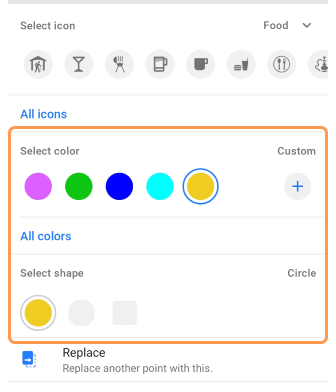 Select icon Food
All icons
Select color Custom
All colors
Select shape Circle
Replace
Replace another point with this.